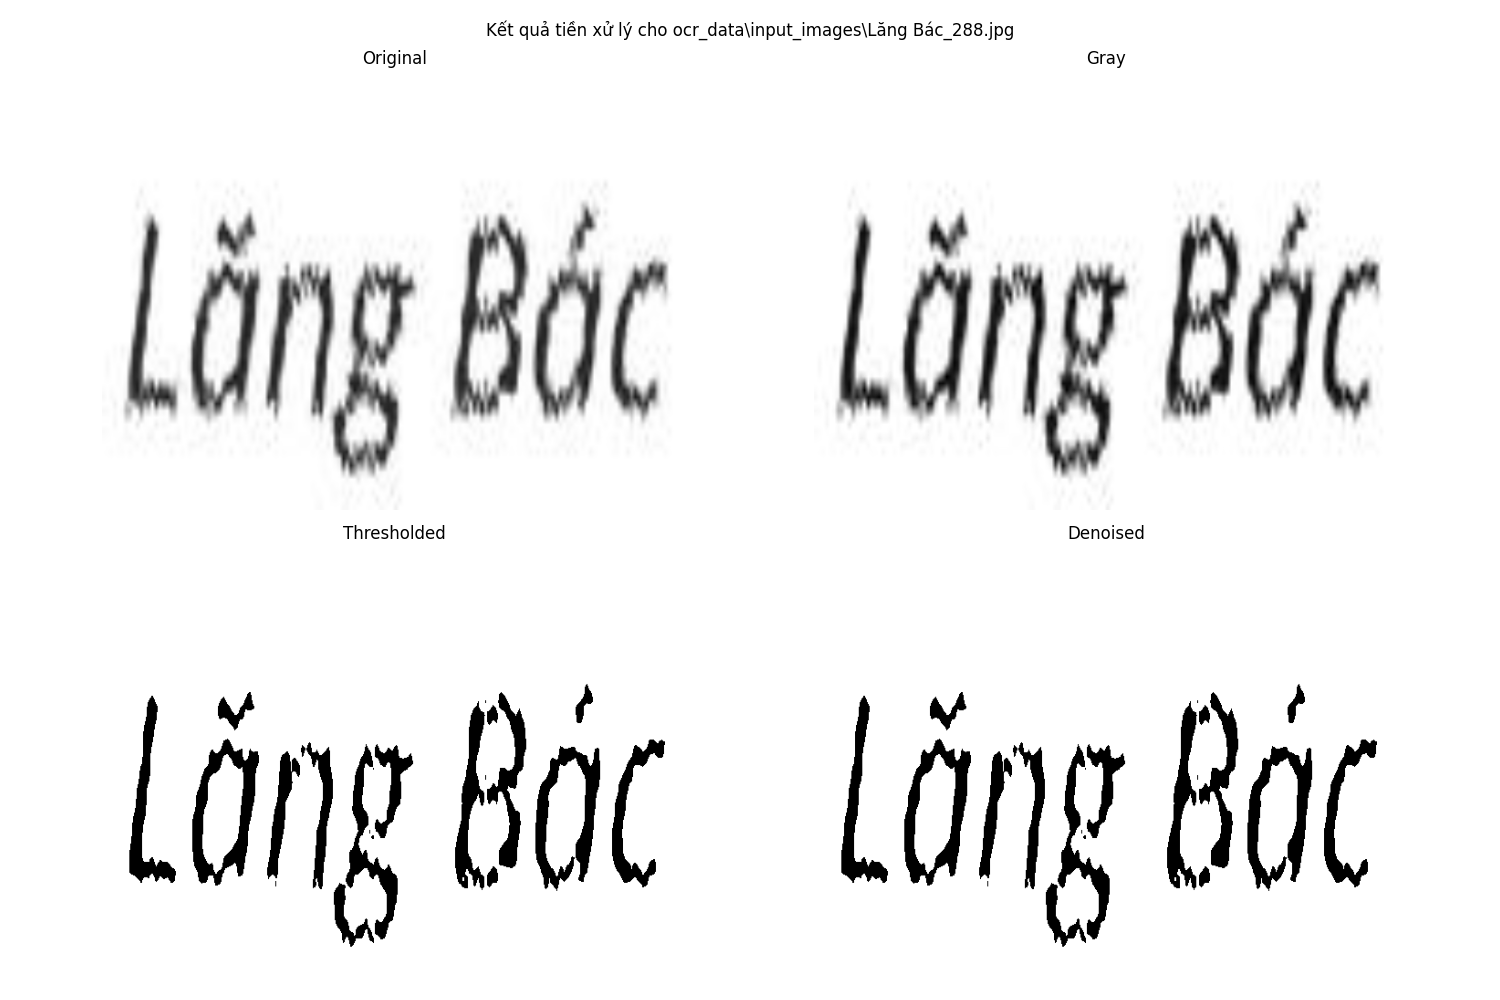 Kết quả tiền xử lý cho ocr_data\input_images\Lăng Bác_288.jpg
Original
Gray
Lăng Bác
Lăng Bác
Thresholded
Denoised
Lăng Bác
Lăng Bác